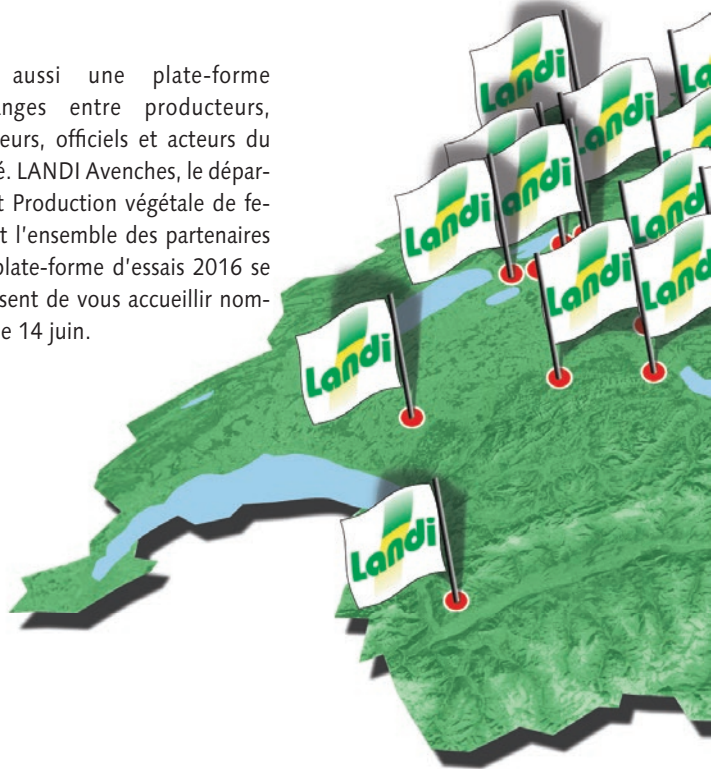 aussi une plate-forme
anges entre producteurs,
eurs, officiels et acteurs du
é. LANDI Avenches, le dépar-
t Production végétale de fe-
t l'ensemble des partenaires
plate-forme d'essais 2016 se
sent de vous accueillir nom-
e 14 juin.
Landi
Landi
Landi
Landi
Landi
Landi
Landi
Landi
Landi